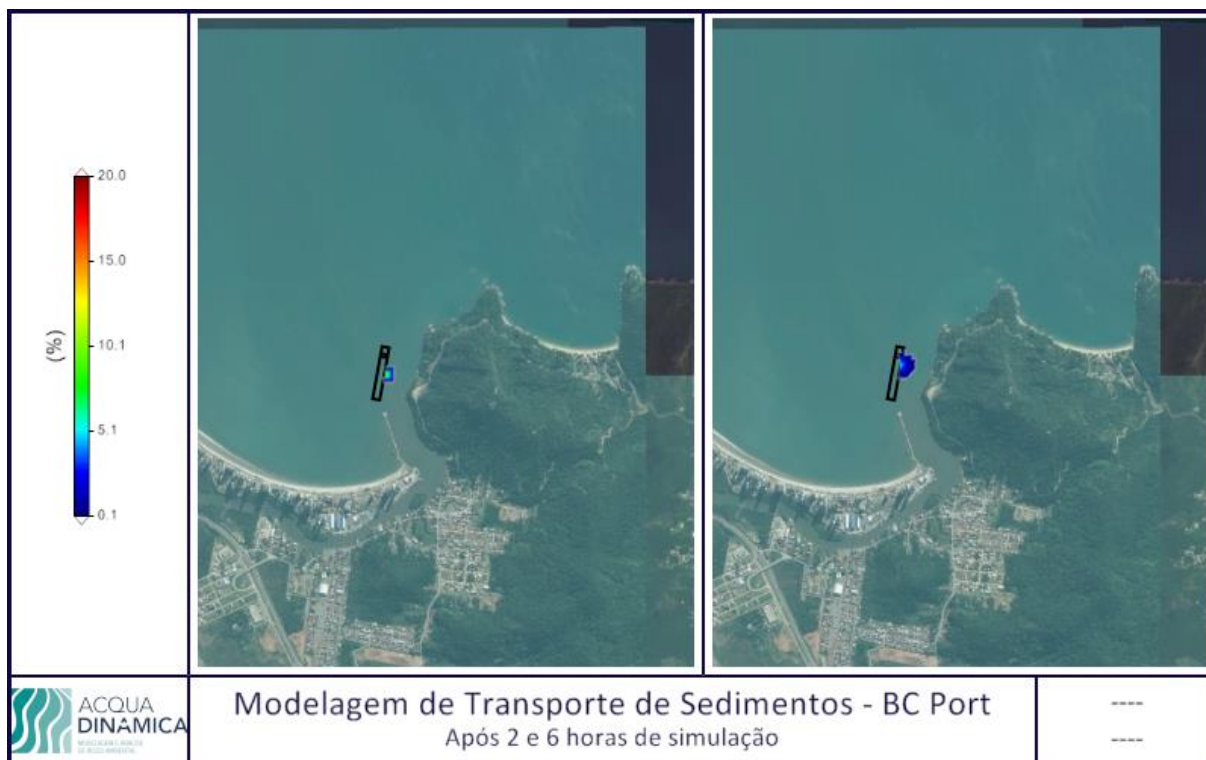 20.0
15.0
10.1
5.1
0.1
(%)
ACQUA
DINAMICA
Modelagem de Transporte de Sedimentos - BC Port
Após 2 e 6 horas de simulação
----
----